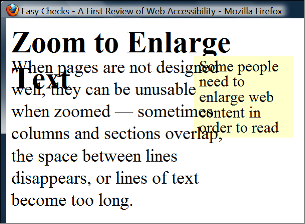 Easy Checks - A First Review of Web Accessibility - Mozilla Firefox
Zoom to Enlarge
Text
When pages are not designed
well, they can be unusable
when zoomed — sometimes
columns and sections overlap,
the space between lines
disappears, or lines of text
become too long.
Some people
need to
enlarge web
content in
order to read